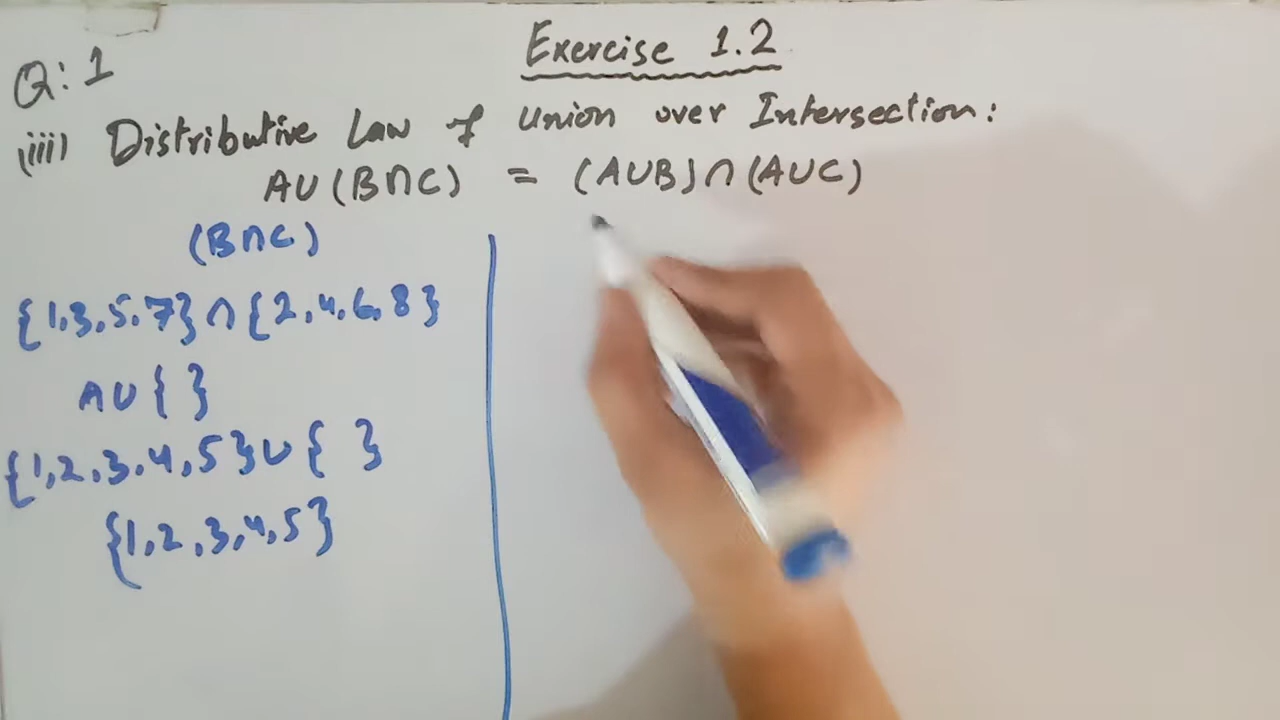 Exercise 1.2
Q:1
(iii) Distributive Law of Union over Intersection:
AU(B∩C) = (AUB)∩(AUC)
(B∩C)
{1,3,5,7}∩{2,4,6,8}
AU{ }
{1,2,3,4,5}U{ }
{1,2,3,4,5}